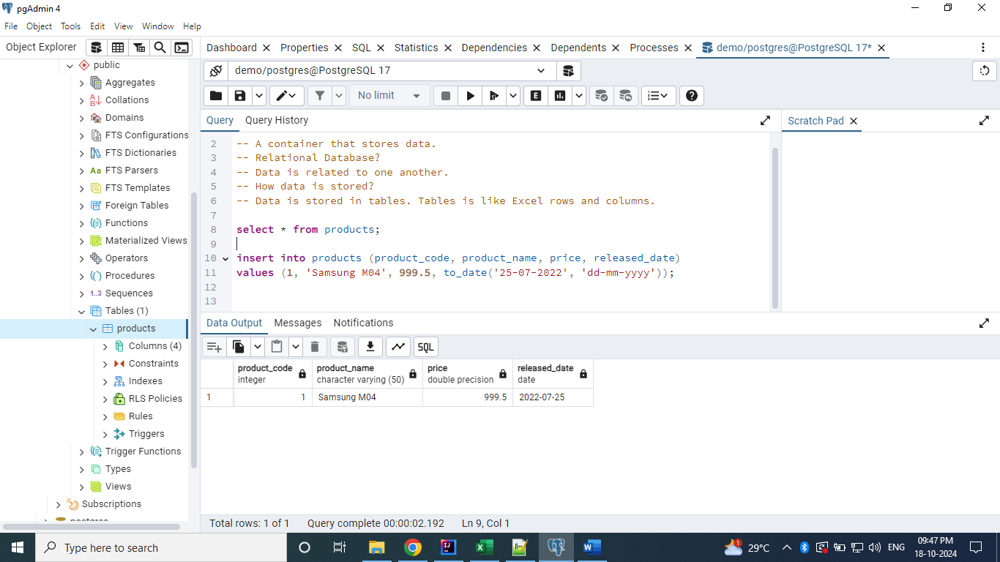 pgAdmin 4
File Object Tools Edit View Window Help
Object Explorer
Dashboard Properties SQL Statistics Dependencies Dependents Processes demo/postgres@PostgreSQL 17*
public
Aggregates
Collations
Domains
FTS Configurations
FTS Dictionaries
Aa FTS Parsers
FTS Templates
Foreign Tables
Functions
Materialized Views
Operators
Procedures
1..3 Sequences
Tables (1)
products
Columns (4)
Constraints
Indexes
RLS Policies
Rules
Triggers
Trigger Functions
Types
Views
Subscriptions
postgres
demo/postgres@PostgreSQL 17
No limit
E
Query Query History
Scratch Pad
2 -- A container that stores data.
3 -- Relational Database?
4 -- Data is related to one another.
5 -- How data is stored?
6 -- Data is stored in tables. Tables is like Excel rows and columns.
7
8 select * from products;
9
10 insert into products (product_code, product_name, price, released_date)
11 values (1, 'Samsung M04', 999.5, to_date('25-07-2022', 'dd-mm-yyyy'));
12
13
Data Output Messages Notifications
SQL
product_code product_name price released_date
integer character varying (50) double precision date
1 1 Samsung M04 999.5 2022-07-25
Total rows: 1 of 1 Query complete 00:00:02.192 Ln 9, Col 1
Type here to search
1 29°C ENG
09:47 PM
18-10-2024